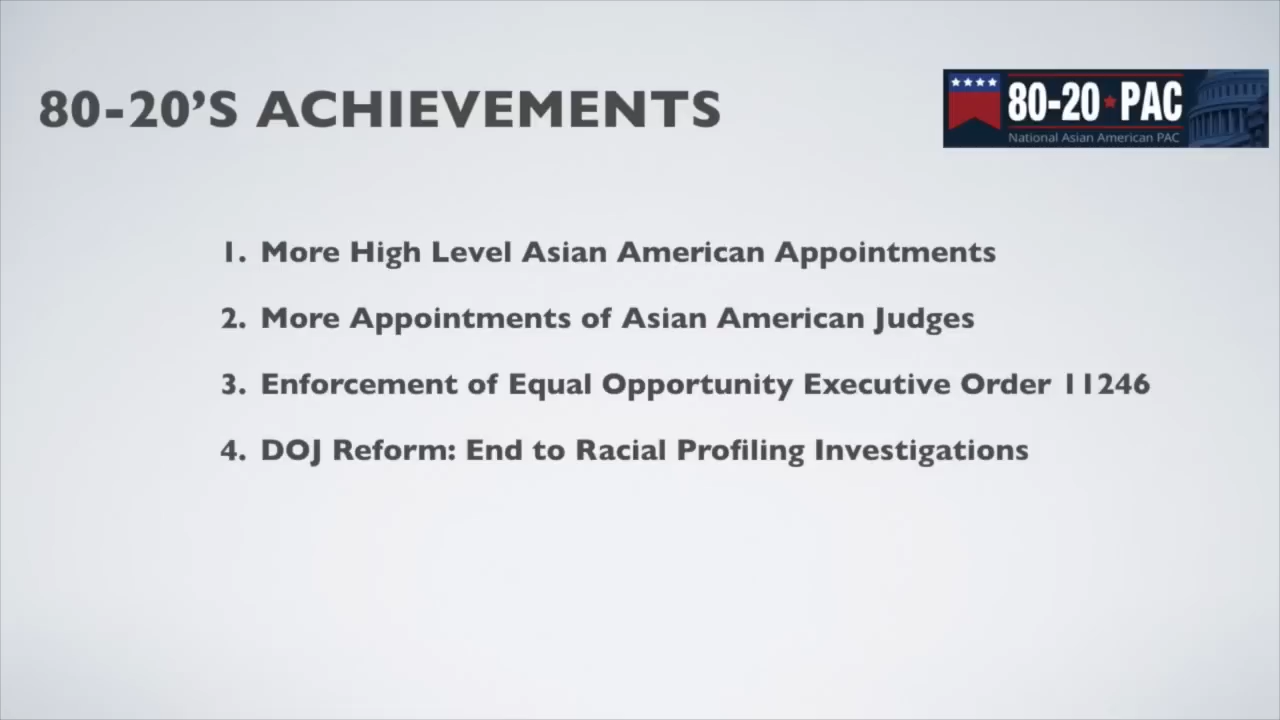 80-20'S ACHIEVEMENTS
80-20 PAC
National Asian American PAC
1. More High Level Asian American Appointments
2. More Appointments of Asian American Judges
3. Enforcement of Equal Opportunity Executive Order 11246
4. DOJ Reform: End to Racial Profiling Investigations